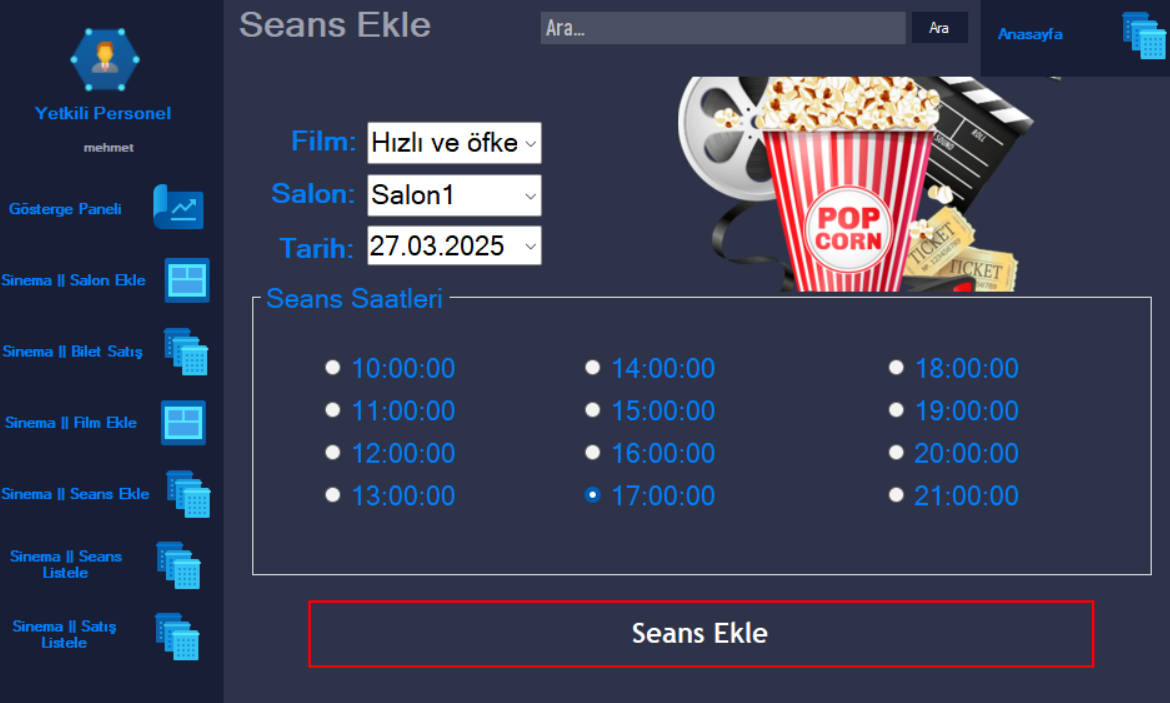 Seans Ekle
Ara...
Ara
Anasayfa
Yetkili Personel
mehmet
Gösterge Paneli
Sinema || Salon Ekle
Sinema || Bilet Satış
Sinema || Film Ekle
Sinema || Seans Ekle
Sinema || Seans
Listele
Sinema || Satış
Listele
Film: Hızlı ve öfke
Salon: Salon1
Tarih: 27.03.2025
ROLL
SOUND
POP
CORN
TICKET
TICKET
Seans Saatleri
10:00:00 14:00:00 18:00:00
11:00:00 15:00:00 19:00:00
12:00:00 16:00:00 20:00:00
13:00:00 17:00:00 21:00:00
Seans Ekle